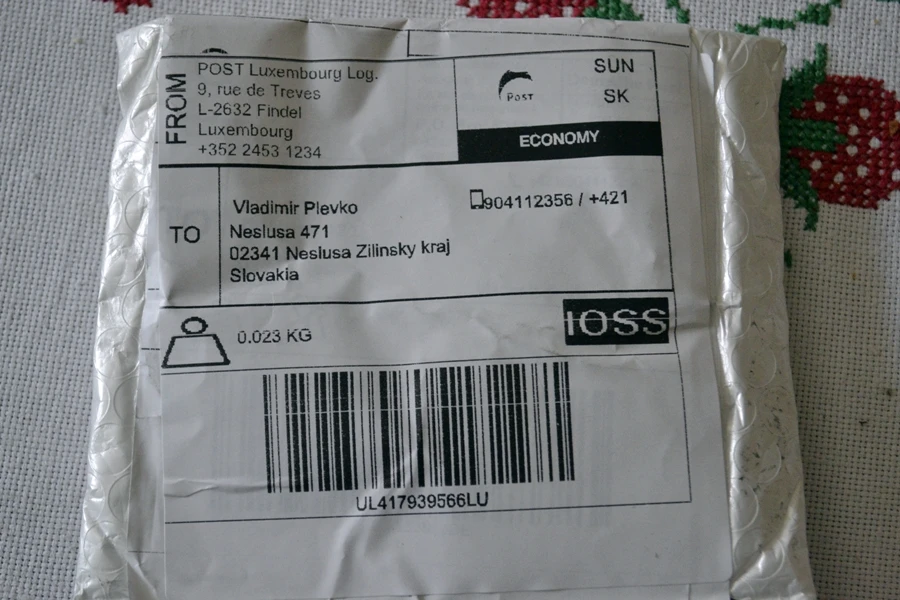 FROM
POST Luxembourg Log.
9, rue de Treves
L-2632 Findel
Luxembourg
+352 2453 1234
POST
SUN
SK
ECONOMY
TO
Vladimir Plevko
Neslusa 471
02341 Neslusa Zilinsky kraj
Slovakia
904112356 / +421
0.023 KG
IOSS
UL417939566LU